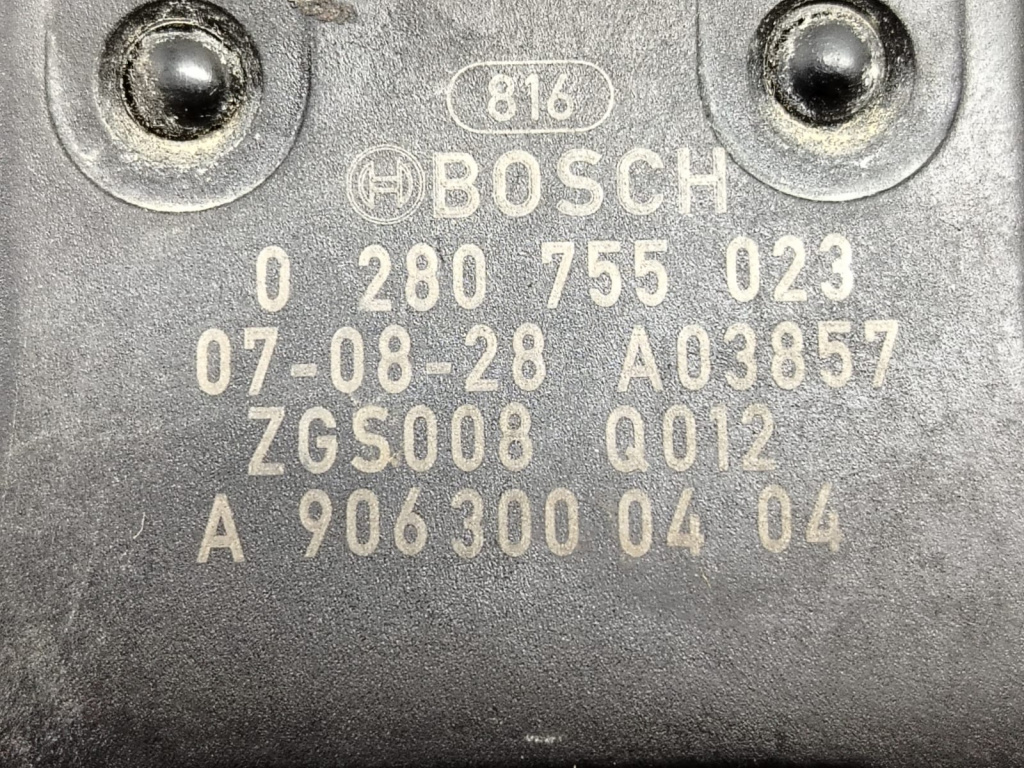 816
BOSCH
0 280 755 023
07-08-28 A03857
ZGS008 Q012
A 906 300 04 04